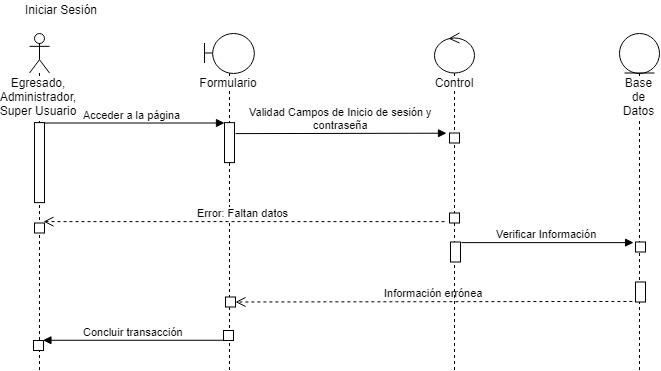 Iniciar Sesión
Egresado,
Administrador,
Super Usuario
Formulario
Control
Base
de
Datos
Acceder a la página
Validad Campos de Inicio de sesión y
contraseña
Error: Faltan datos
Verificar Información
Información errónea
Concluir transacción